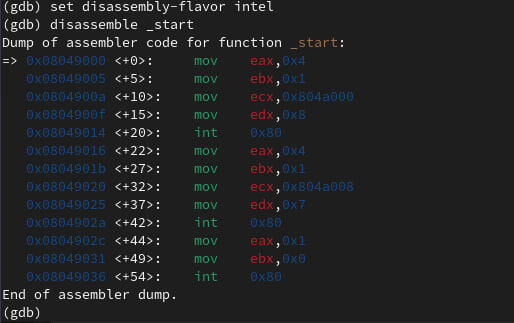 (gdb) set disassembly-flavor intel
(gdb) disassemble _start
Dump of assembler code for function _start:
=> 0x08049000 <+0>:     mov    eax,0x4
   0x08049005 <+5>:     mov    ebx,0x1
   0x0804900a <+10>:    mov    ecx,0x804a000
   0x0804900f <+15>:    mov    edx,0x8
   0x08049014 <+20>:    int    0x80
   0x08049016 <+22>:    mov    eax,0x4
   0x0804901b <+27>:    mov    ebx,0x1
   0x08049020 <+32>:    mov    ecx,0x804a008
   0x08049025 <+37>:    mov    edx,0x7
   0x0804902a <+42>:    int    0x80
   0x0804902c <+44>:    mov    eax,0x1
   0x08049031 <+49>:    mov    ebx,0x0
   0x08049036 <+54>:    int    0x80
End of assembler dump.
(gdb)